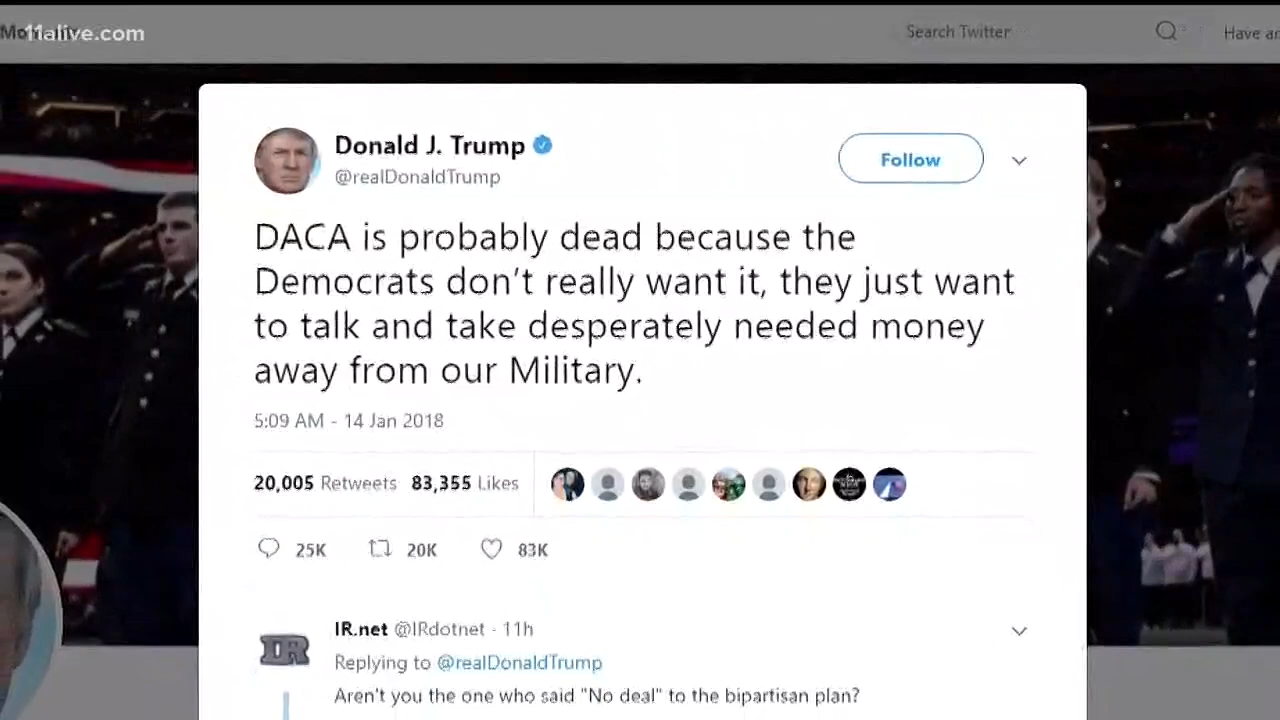 11alive.com
Search Twitter
Have
Donald J. Trump
Follow
@realDonaldTrump
DACA is probably dead because the
Democrats don’t really want it, they just want
to talk and take desperately needed money
away from our Military.
5:09 AM - 14 Jan 2018
20,005 Retweets 83,355 Likes
25K 20K 83K
IR.net @IRdotnet · 11h
IR
Replying to @realDonaldTrump
Aren't you the one who said "No deal" to the bipartisan plan?